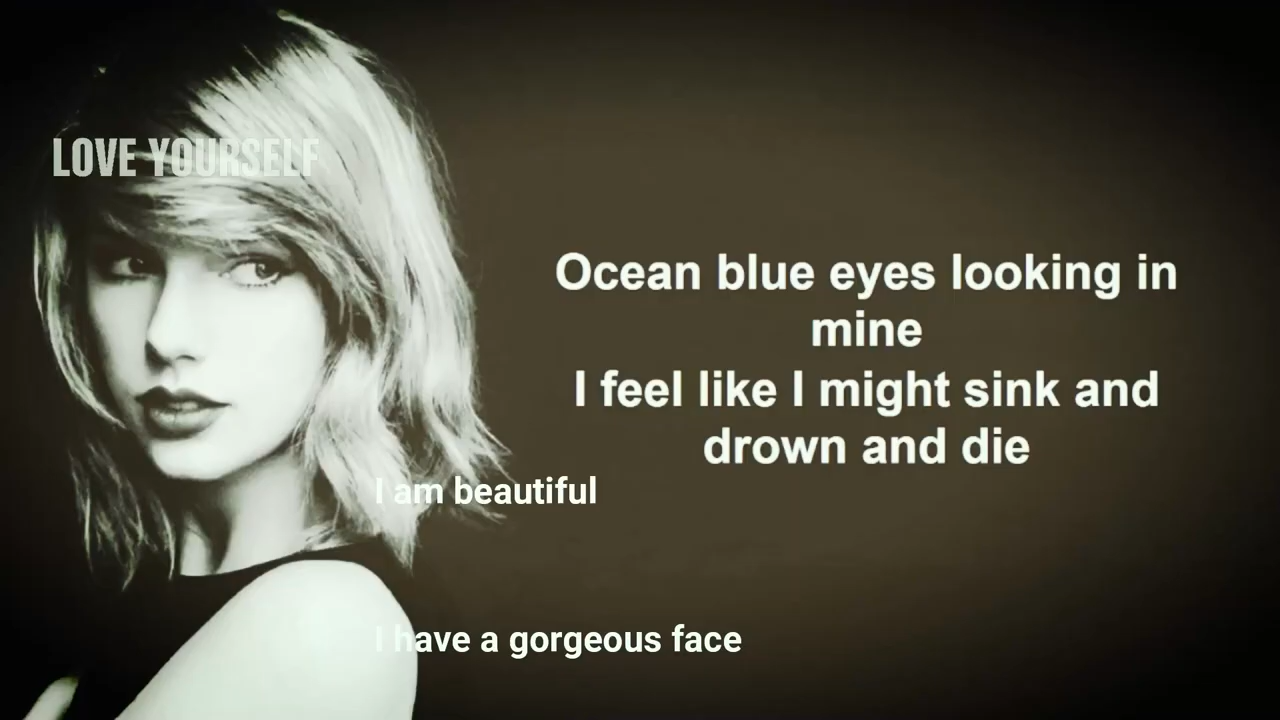 LOVE YOURSELF
Ocean blue eyes looking in
mine
I feel like I might sink and
drown and die
I am beautiful
I have a gorgeous face